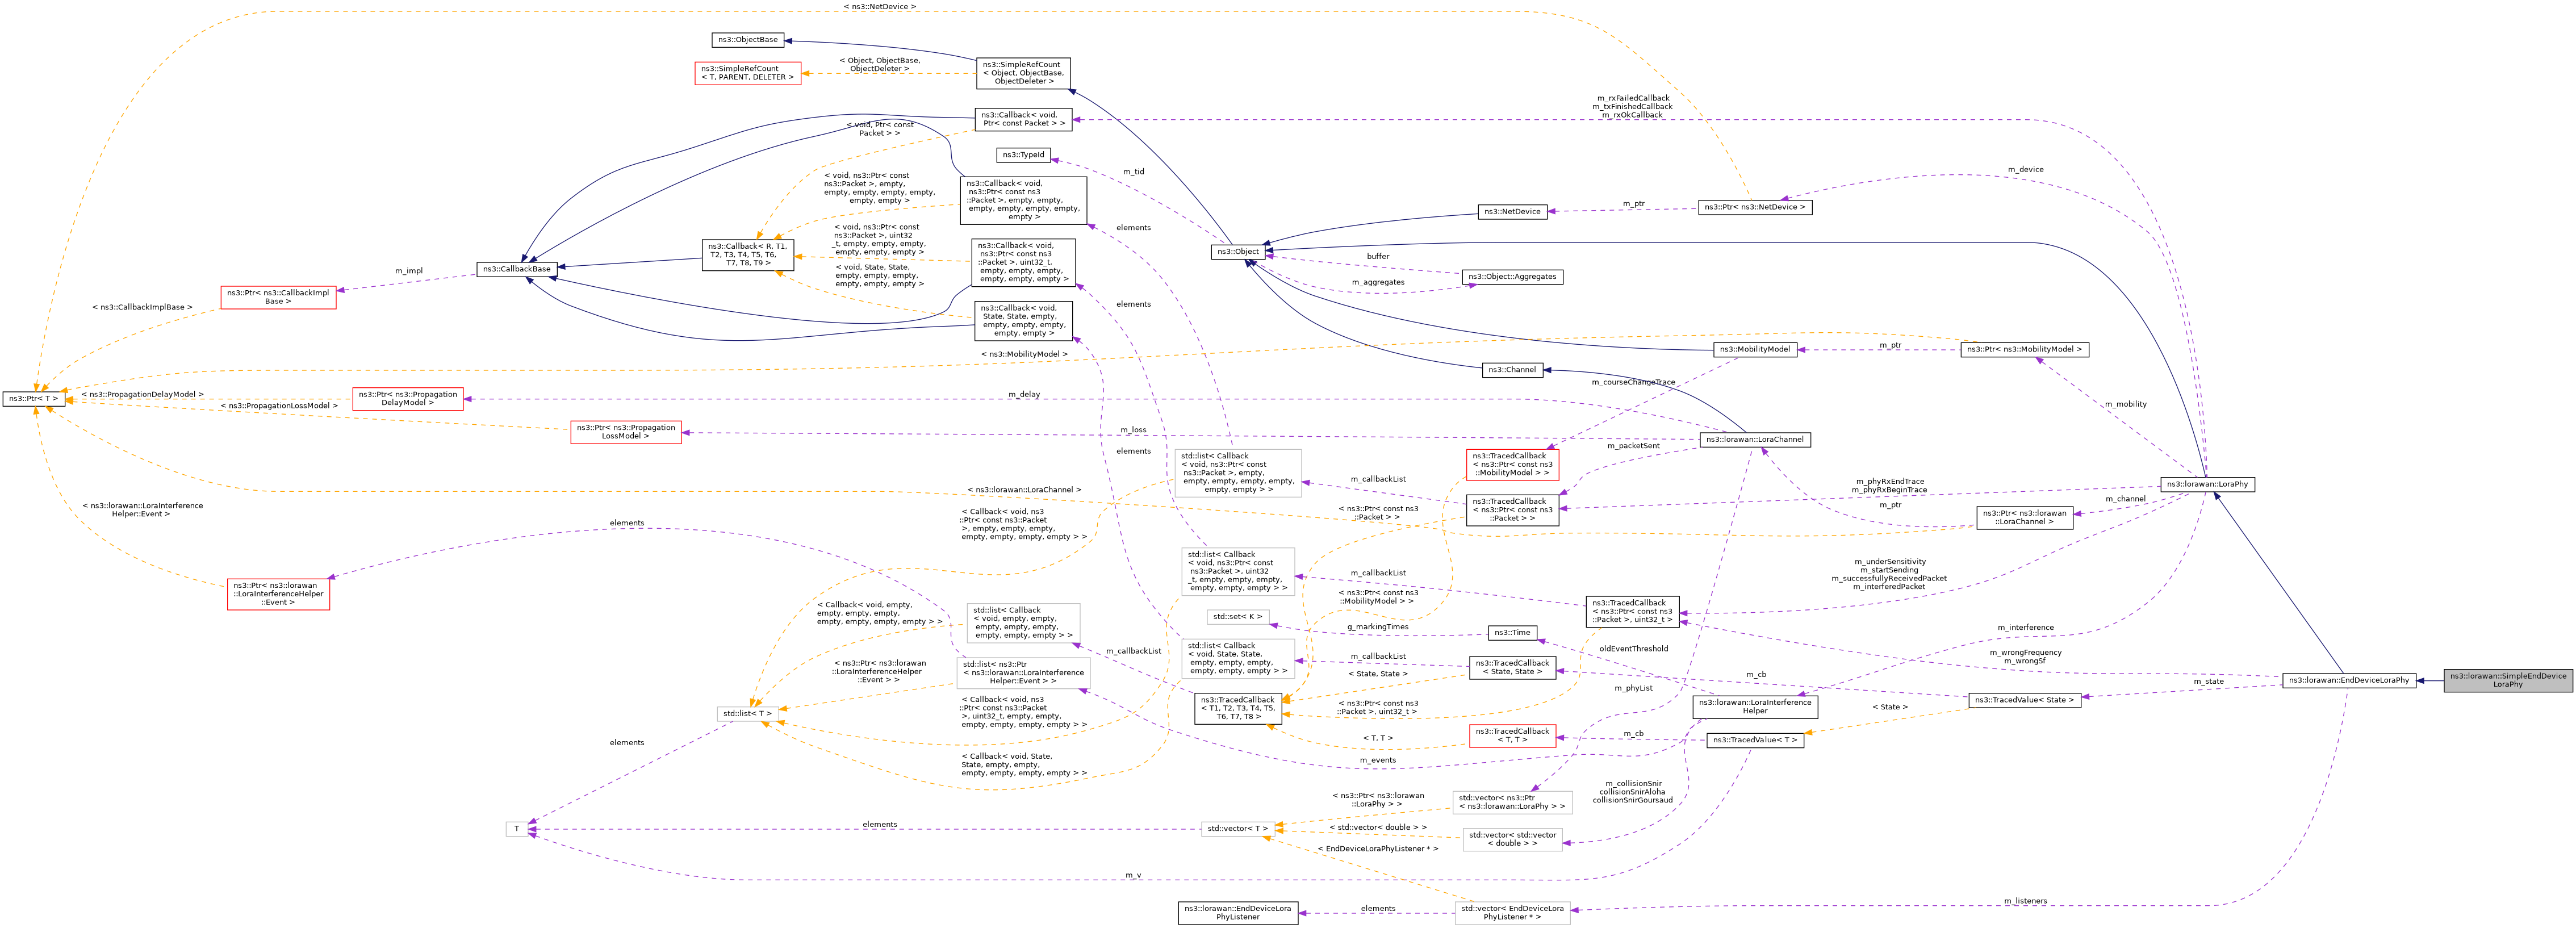 < ns3::NetDevice >
ns3::ObjectBase
ns3::SimpleRefCount
< T, PARENT, DELETER >
< Object, ObjectBase,
ObjectDeleter >
ns3::SimpleRefCount
< Object, ObjectBase,
ObjectDeleter >
ns3::Callback< void,
Ptr< const Packet > >
< void, Ptr< const
Packet > >
m_rxFailedCallback
m_txFinishedCallback
m_rxOkCallback
ns3::TypeId
m_tid
m_device
< void, ns3::Ptr< const
ns3::Packet >, empty,
empty, empty, empty, empty,
empty, empty >
ns3::Callback< void,
ns3::Ptr< const ns3
::Packet >, empty, empty,
empty, empty, empty, empty,
empty >
elements
ns3::NetDevice
m_ptr
ns3::Ptr< ns3::NetDevice >
ns3::Callback< R, T1,
T2, T3, T4, T5, T6,
T7, T8, T9 >
< void, ns3::Ptr< const
ns3::Packet >, uint32
_t, empty, empty, empty,
empty, empty, empty >
ns3::Callback< void,
ns3::Ptr< const ns3
::Packet >, uint32_t,
empty, empty, empty,
empty, empty, empty >
ns3::Object
buffer
m_aggregates
ns3::Object::Aggregates
ns3::CallbackBase
m_impl
< void, State, State,
empty, empty, empty,
empty, empty, empty >
ns3::Ptr< ns3::CallbackImpl
Base >
< ns3::CallbackImplBase >
ns3::Callback< void,
State, State, empty,
empty, empty, empty,
empty, empty >
elements
< ns3::MobilityModel >
ns3::MobilityModel
m_ptr
ns3::Ptr< ns3::MobilityModel >
ns3::Channel
m_courseChangeTrace
m_mobility
ns3::Ptr< T >
< ns3::PropagationDelayModel >
ns3::Ptr< ns3::Propagation
DelayModel >
m_delay
< ns3::PropagationLossModel >
ns3::Ptr< ns3::Propagation
LossModel >
m_loss
ns3::lorawan::LoraChannel
m_packetSent
elements
std::list< Callback
< void, ns3::Ptr< const
ns3::Packet >, empty,
empty, empty, empty, empty,
empty, empty > >
m_callbackList
ns3::TracedCallback
< ns3::Ptr< const ns3
::MobilityModel > >
ns3::TracedCallback
< ns3::Ptr< const ns3
::Packet > >
m_phyRxEndTrace
m_phyRxBeginTrace
ns3::lorawan::LoraPhy
m_channel
m_ptr
ns3::Ptr< ns3::lorawan
::LoraChannel >
< ns3::lorawan::LoraChannel >
< ns3::lorawan::LoraInterference
Helper::Event >
elements
< Callback< void, ns3
::Ptr< const ns3::Packet
>, empty, empty, empty,
empty, empty, empty, empty > >
< ns3::Ptr< const ns3
::Packet > >
std::list< Callback
< void, ns3::Ptr< const
ns3::Packet >, uint32
_t, empty, empty, empty,
empty, empty, empty > >
m_callbackList
m_underSensitivity
m_startSending
m_successfullyReceivedPacket
m_interferedPacket
ns3::Ptr< ns3::lorawan
::LoraInterferenceHelper
::Event >
< Callback< void, empty,
empty, empty, empty,
empty, empty, empty, empty > >
std::list< Callback
< void, empty, empty,
empty, empty, empty,
empty, empty, empty > >
< ns3::Ptr< const ns3
::MobilityModel > >
std::set< K >
g_markingTimes
ns3::Time
ns3::TracedCallback
< ns3::Ptr< const ns3
::Packet >, uint32_t >
m_interference
oldEventThreshold
m_callbackList
std::list< Callback
< void, State, State,
empty, empty, empty,
empty, empty, empty > >
m_callbackList
ns3::TracedCallback
< State, State >
m_wrongFrequency
m_wrongSf
< ns3::Ptr< ns3::lorawan
::LoraInterferenceHelper
::Event > >
std::list< ns3::Ptr
< ns3::lorawan::LoraInterference
Helper::Event > >
< State, State >
m_cb
m_phyList
m_state
ns3::lorawan::EndDeviceLoraPhy
ns3::lorawan::SimpleEndDevice
LoraPhy
ns3::TracedValue< State >
< State >
ns3::TracedCallback
< T1, T2, T3, T4, T5,
T6, T7, T8 >
< ns3::Ptr< const ns3
::Packet >, uint32_t >
ns3::lorawan::LoraInterference
Helper
std::list< T >
< Callback< void, ns3
::Ptr< const ns3::Packet
>, uint32_t, empty, empty,
empty, empty, empty, empty > >
ns3::TracedCallback
< T, T >
< T, T >
m_cb
ns3::TracedValue< T >
elements
< Callback< void, State,
State, empty, empty,
empty, empty, empty, empty > >
m_events
m_collisionSnir
collisionSnirAloha
collisionSnirGoursaud
< ns3::Ptr< ns3::lorawan
::LoraPhy > >
std::vector< ns3::Ptr
< ns3::lorawan::LoraPhy > >
T
elements
std::vector< T >
< std::vector< double > >
std::vector< std::vector
< double > >
< EndDeviceLoraPhyListener * >
m_v
ns3::lorawan::EndDeviceLora
PhyListener
elements
std::vector< EndDeviceLora
PhyListener * >
m_listeners